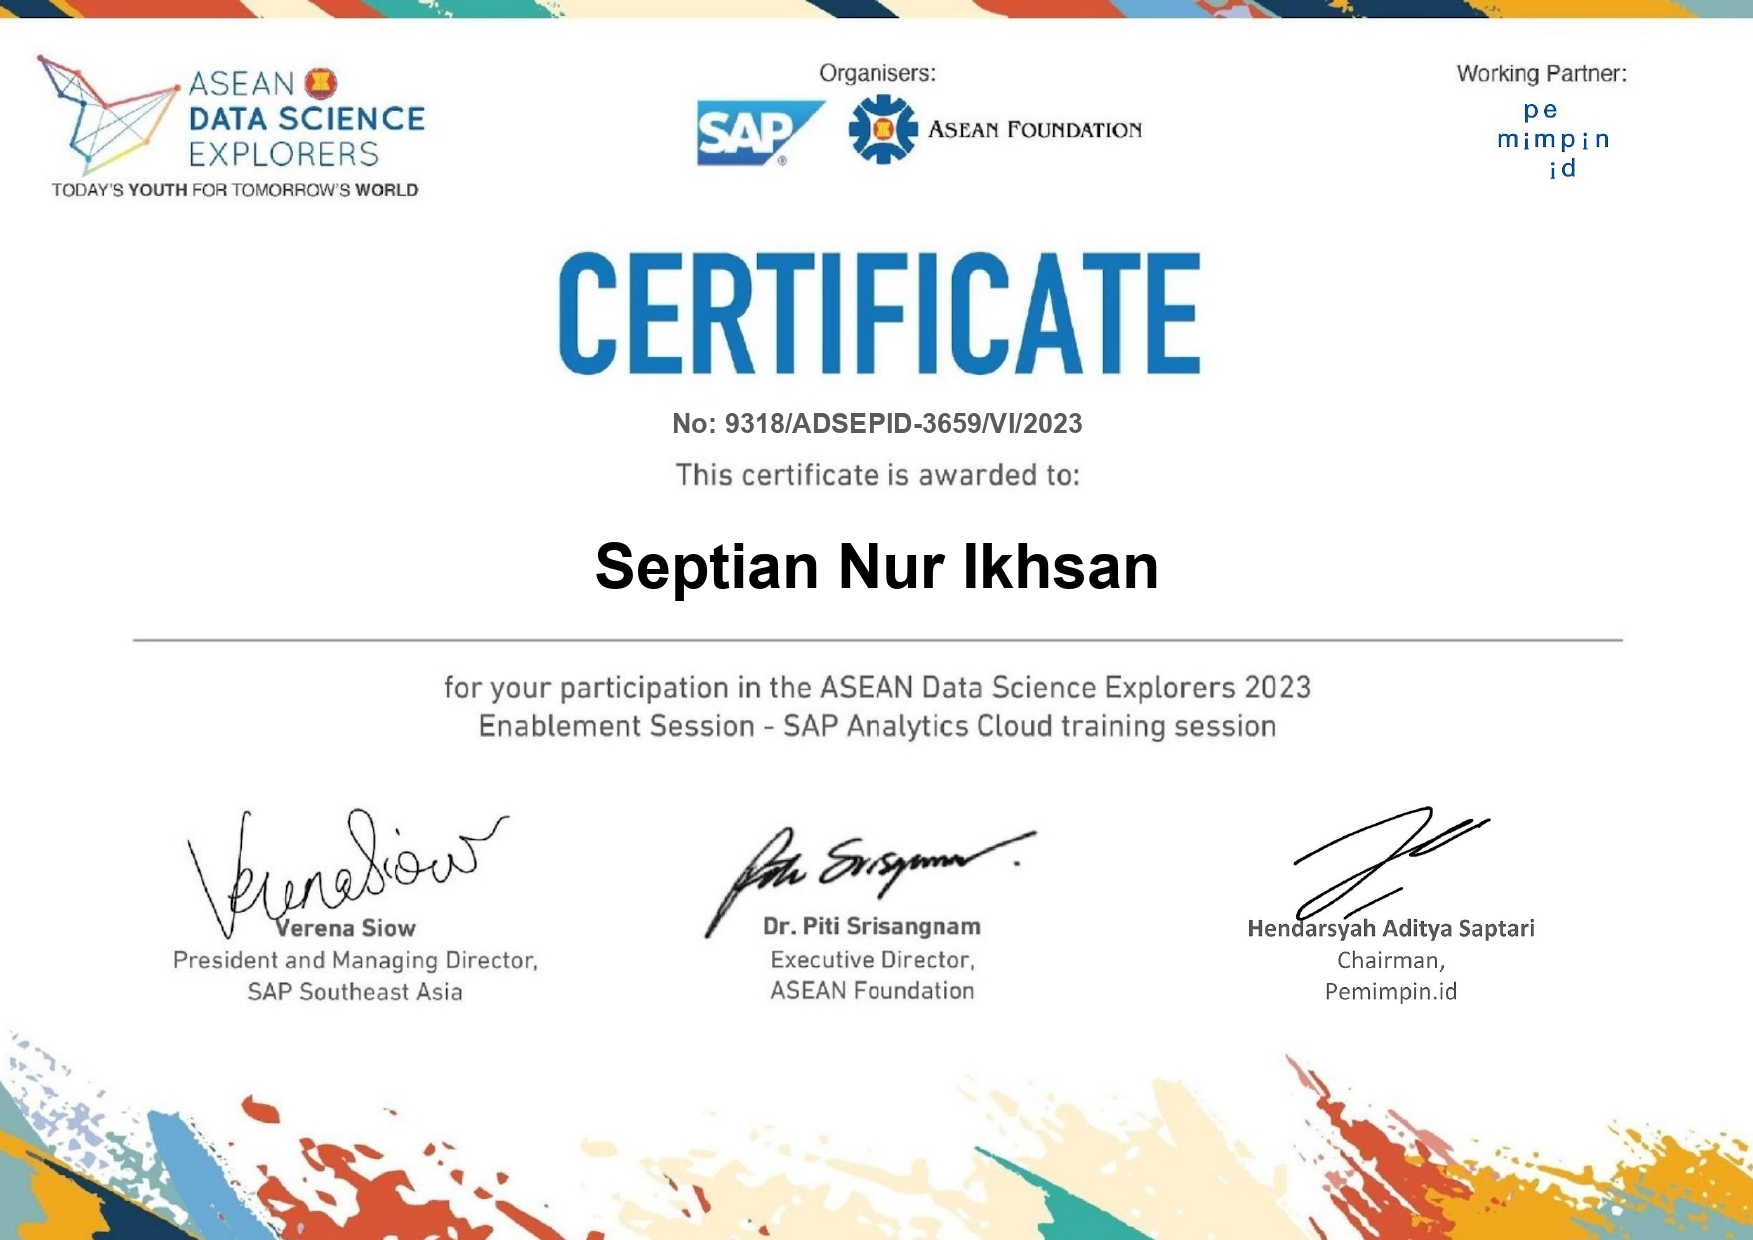 ASEAN
DATA SCIENCE
EXPLORERS
TODAY'S YOUTH FOR TOMORROW'S WORLD
Organisers:
SAP®
ASEAN FOUNDATION
Working Partner:
pe
mimpin
id
CERTIFICATE
No: 9318/ADSEPID-3659/VI/2023
This certificate is awarded to:
Septian Nur Ikhsan
for your participation in the ASEAN Data Science Explorers 2023
Enablement Session - SAP Analytics Cloud training session
Verena Siow
Verena Siow
President and Managing Director,
SAP Southeast Asia
Dr. Piti Srisangnam
Executive Director,
ASEAN Foundation
Hendarsyah Aditya Saptari
Chairman,
Pemimpin.id